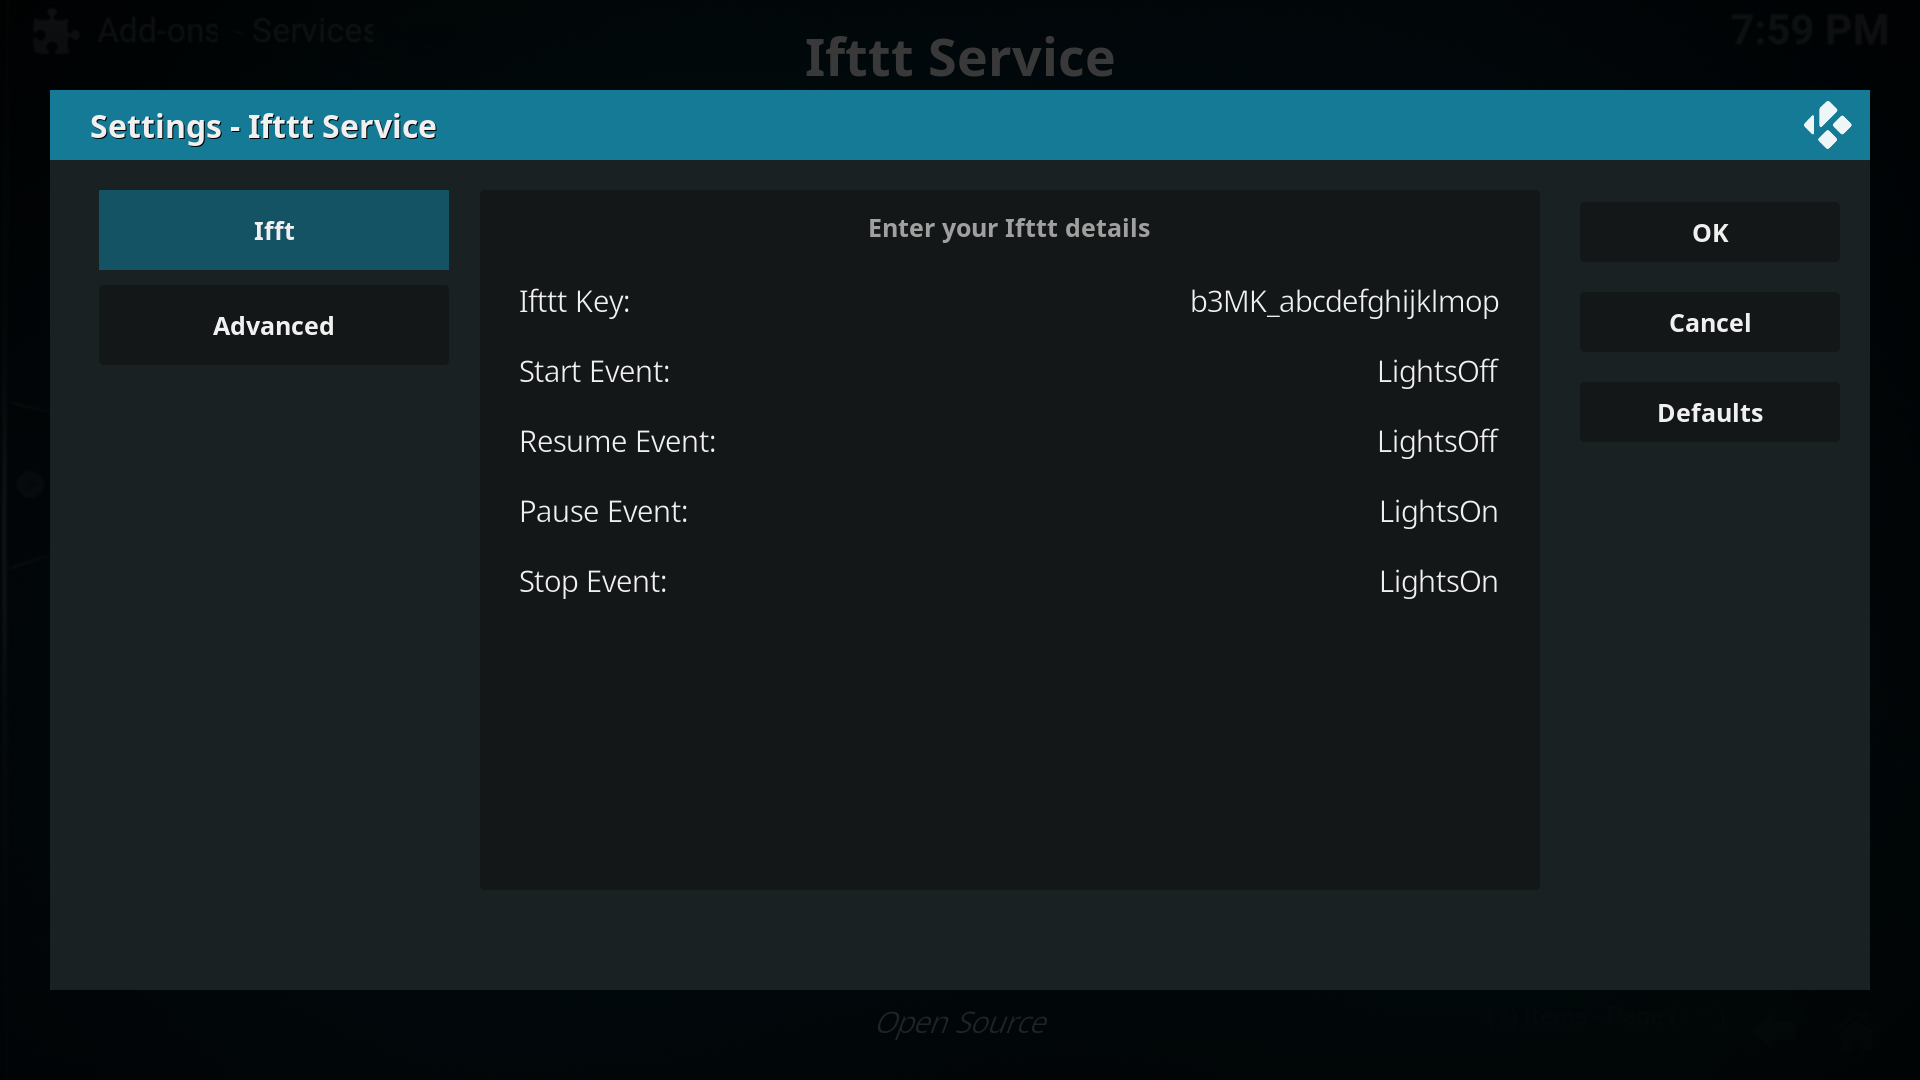 Add-ons - Services
7:59 PM
Ifttt Service
Settings - Ifttt Service
Ifft
Advanced
Enter your Ifttt details
Ifttt Key: b3MK_abcdefghijklmop
Start Event: LightsOff
Resume Event: LightsOff
Pause Event: LightsOn
Stop Event: LightsOn
OK
Cancel
Defaults
Open Source